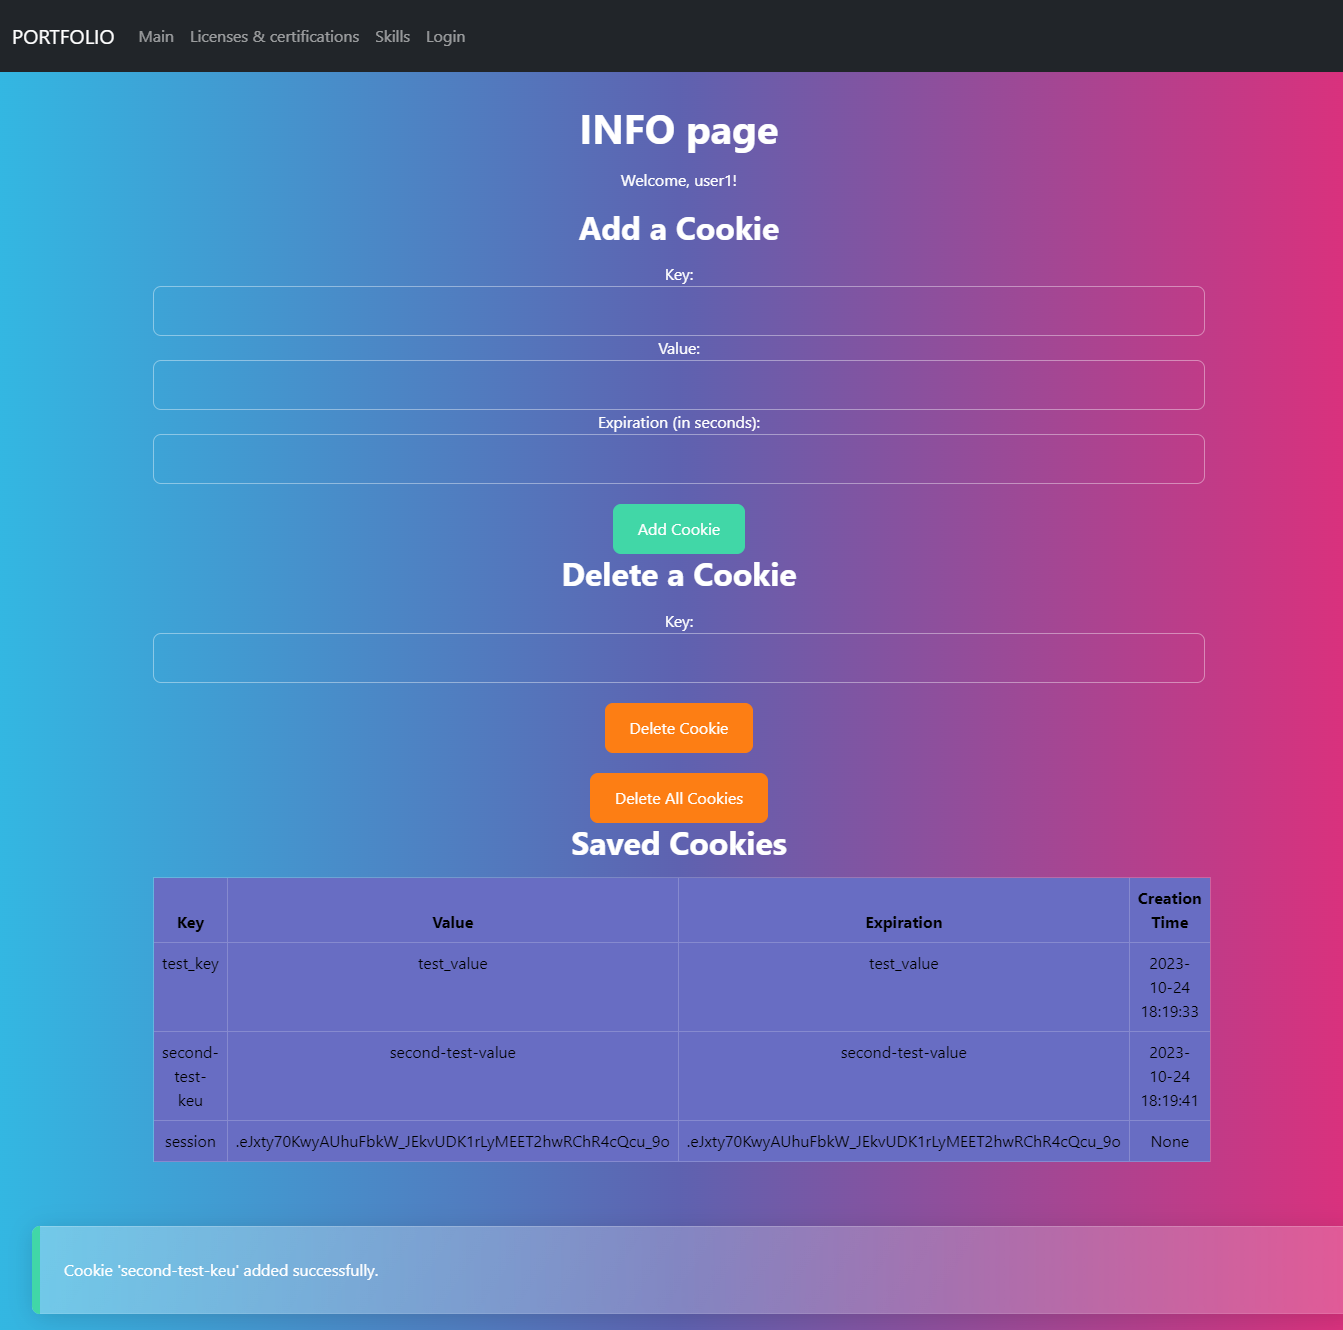 PORTFOLIO Main Licenses & certifications Skills Login
INFO page
Welcome, user1!
Add a Cookie
Key:
Value:
Expiration (in seconds):
Add Cookie
Delete a Cookie
Key:
Delete Cookie
Delete All Cookies
Saved Cookies
Key Value Expiration Creation Time
test_key test_value test_value 2023-10-24 18:19:33
second-test-keu second-test-value second-test-value 2023-10-24 18:19:41
session .eJxty70KwyAUhuFbkW_JEkvUDK1rLyMEET2hwRChR4cQcu_9o .eJxty70KwyAUhuFbkW_JEkvUDK1rLyMEET2hwRChR4cQcu_9o None
Cookie 'second-test-keu' added successfully.